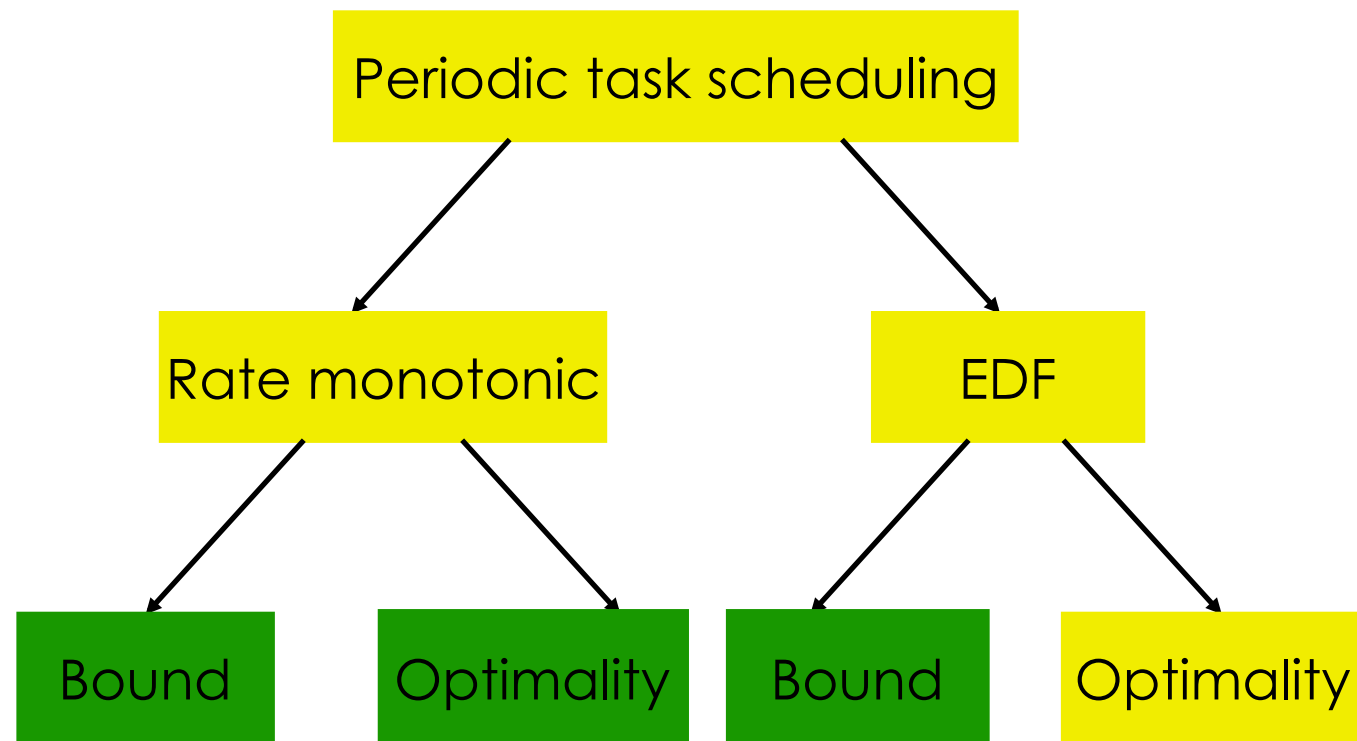 Periodic task scheduling
Rate monotonic
EDF
Bound
Optimality
Bound
Optimality